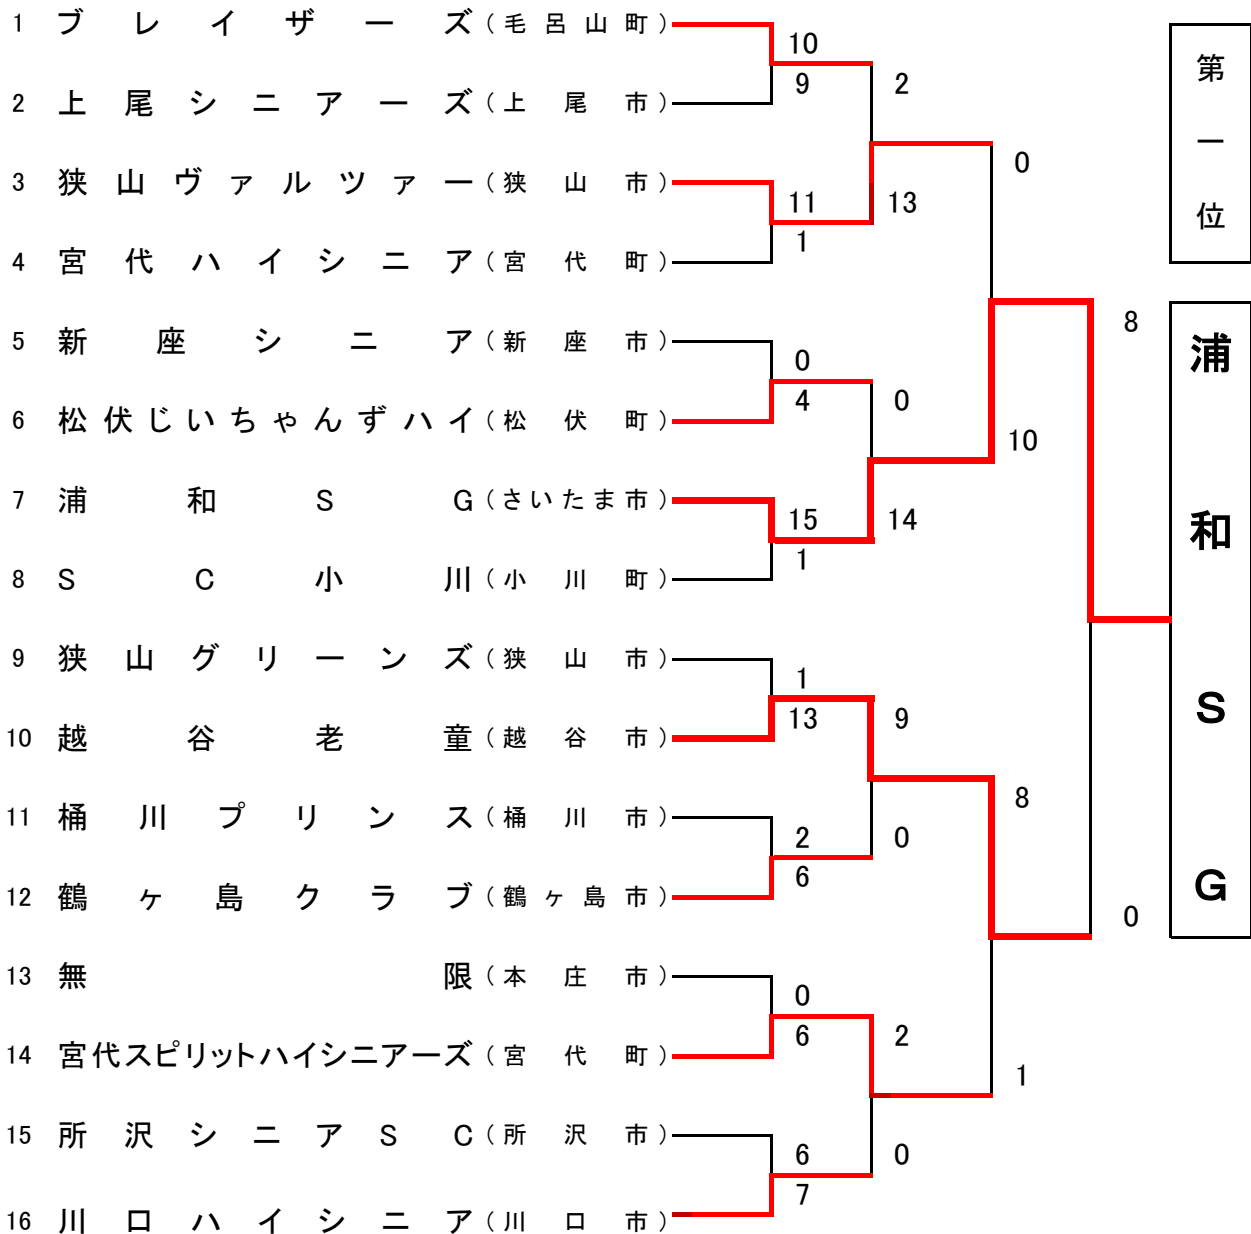 1 ブレイザーズ（毛呂山町）
10
9
2
2 上尾シニアーズ（上尾市）
0
3 狭山ヴァルツァー（狭山市）
11
1
13
4 宮代ハイシニア（宮代町）
第一位
5 新座シニア（新座市）
0
4
0
8
6 松伏じいちゃんずハイ（松伏町）
10
7 浦和SG（さいたま市）
15
1
14
8 SC小川（小川町）
浦和SG
9 狭山グリーンズ（狭山市）
1
13
9
10 越谷老童（越谷市）
8
11 桶川プリンス（桶川市）
2
6
0
12 鶴ヶ島クラブ（鶴ヶ島市）
0
13 無限（本庄市）
0
6
2
14 宮代スピリットハイシニアーズ（宮代町）
1
15 所沢シニアSC（所沢市）
6
7
0
16 川口ハイシニア（川口市）